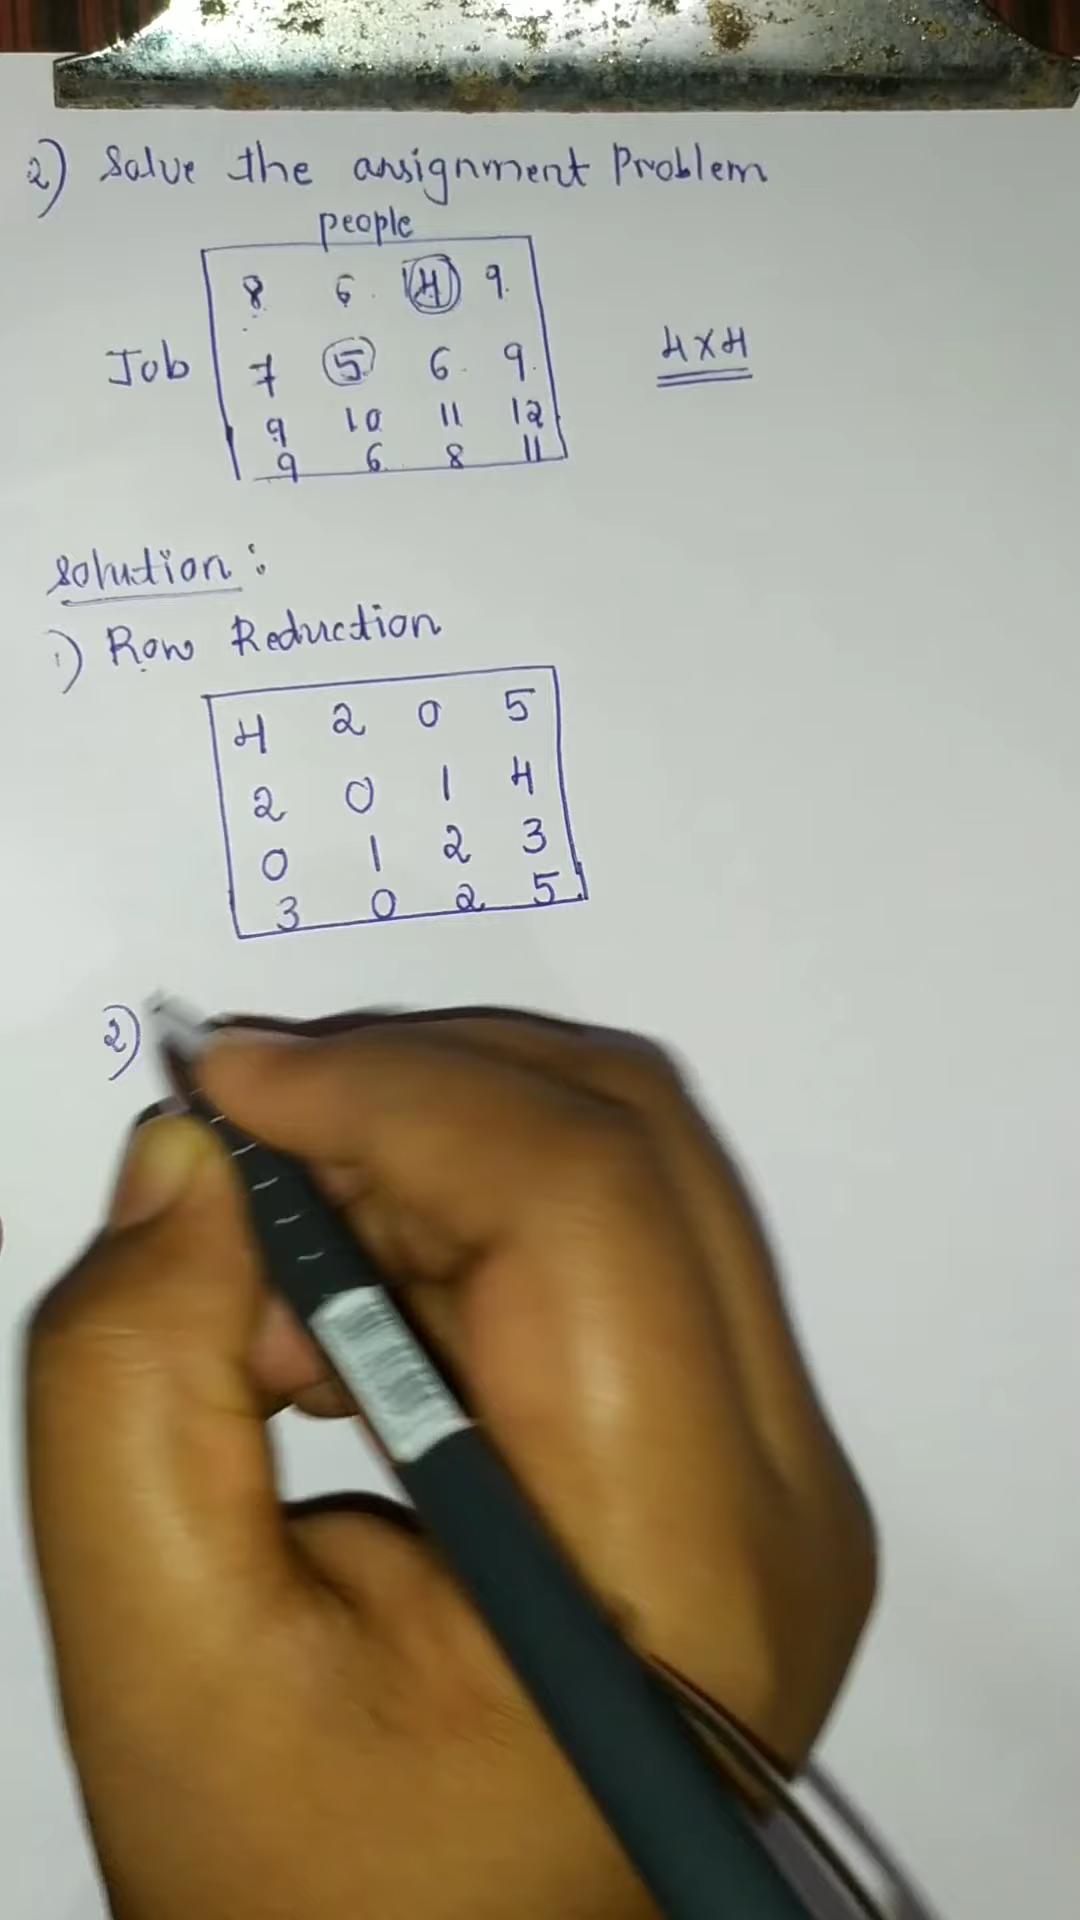 2) Solve the assignment Problem
people
8 6 4 9
Job 7 5 6 9 4×4
9 10 11 12
9 6 8 11
Solution:
1) Row Reduction
4 2 0 5
2 0 1 4
0 1 2 3
3 0 2 5
2)